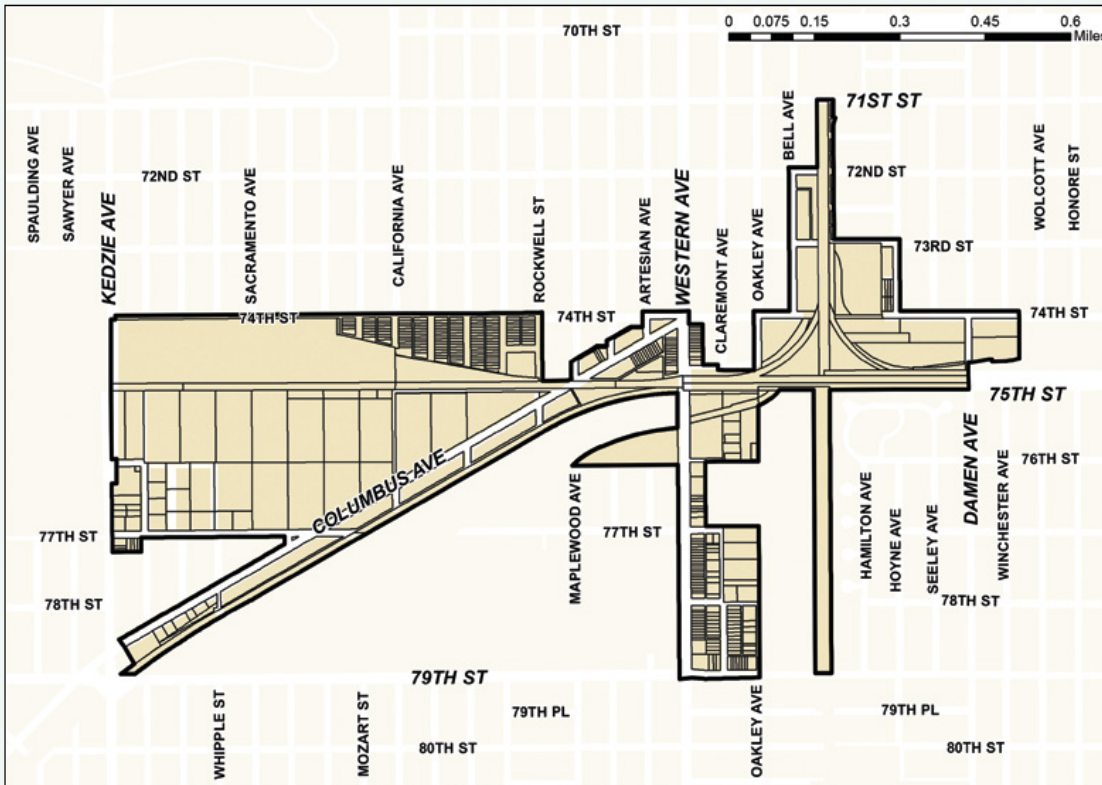 0 0.075 0.15 0.3 0.45 0.6
Miles
70TH ST
71ST ST
BELL AVE
SPAULDING AVE
SAWYER AVE
72ND ST
SACRAMENTO AVE
CALIFORNIA AVE
72ND ST
WOLCOTT AVE
HONORE ST
KEDZIE AVE
ROCKWELL ST
ARTESIAN AVE
WESTERN AVE
CLAREMONT AVE
OAKLEY AVE
73RD ST
74TH ST
74TH ST
74TH ST
75TH ST
COLUMBUS AVE
MAPLEWOOD AVE
76TH ST
DAMEN AVE
WINCHESTER AVE
HAMILTON AVE
HOYNE AVE
SEELEY AVE
77TH ST
77TH ST
78TH ST
78TH ST
79TH ST
WHIPPLE ST
MOZART ST
79TH PL
OAKLEY AVE
79TH PL
80TH ST
80TH ST